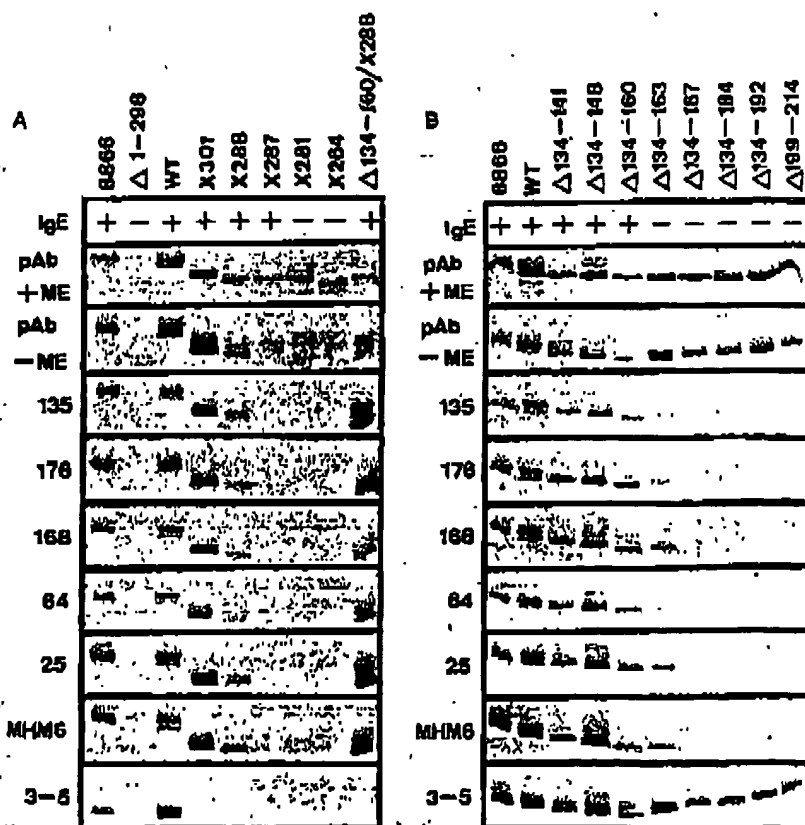 A
8866
Δ 1-298
WT
X301
X288
X287
X281
X264
Δ134-160/X288
IgE + - + + + + - - +
pAb
+ME
pAb
-ME
135
176
168
64
25
MHM6
3-5
B
8866
WT
Δ134-141
Δ134-148
Δ134-160
Δ134-163
Δ134-167
Δ134-184
Δ134-192
Δ199-214
IgE + + + + + - - - - -
pAb
+ME
pAb
-ME
135
176
168
64
25
MHM6
3-5